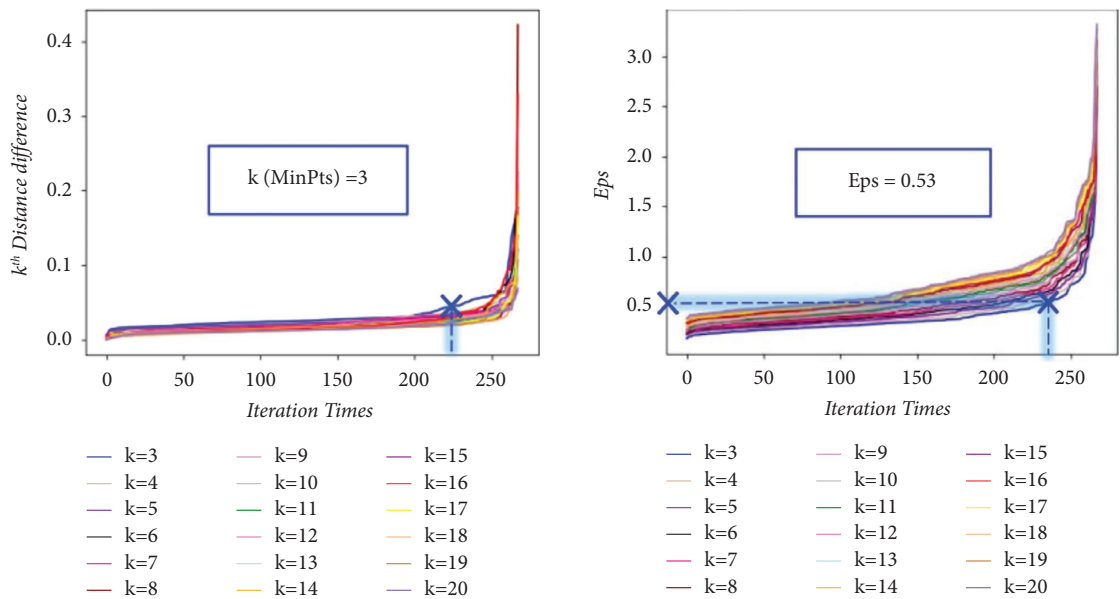 0.4
0.3
0.2
0.1
0.0
kth Distance difference
k (MinPts) =3
0 50 100 150 200 250
Iteration Times
k=3 k=9 k=15
k=4 k=10 k=16
k=5 k=11 k=17
k=6 k=12 k=18
k=7 k=13 k=19
k=8 k=14 k=20
3.0
2.5
2.0
1.5
1.0
0.5
Eps
Eps = 0.53
0 50 100 150 200 250
Iteration Times
k=3 k=9 k=15
k=4 k=10 k=16
k=5 k=11 k=17
k=6 k=12 k=18
k=7 k=13 k=19
k=8 k=14 k=20